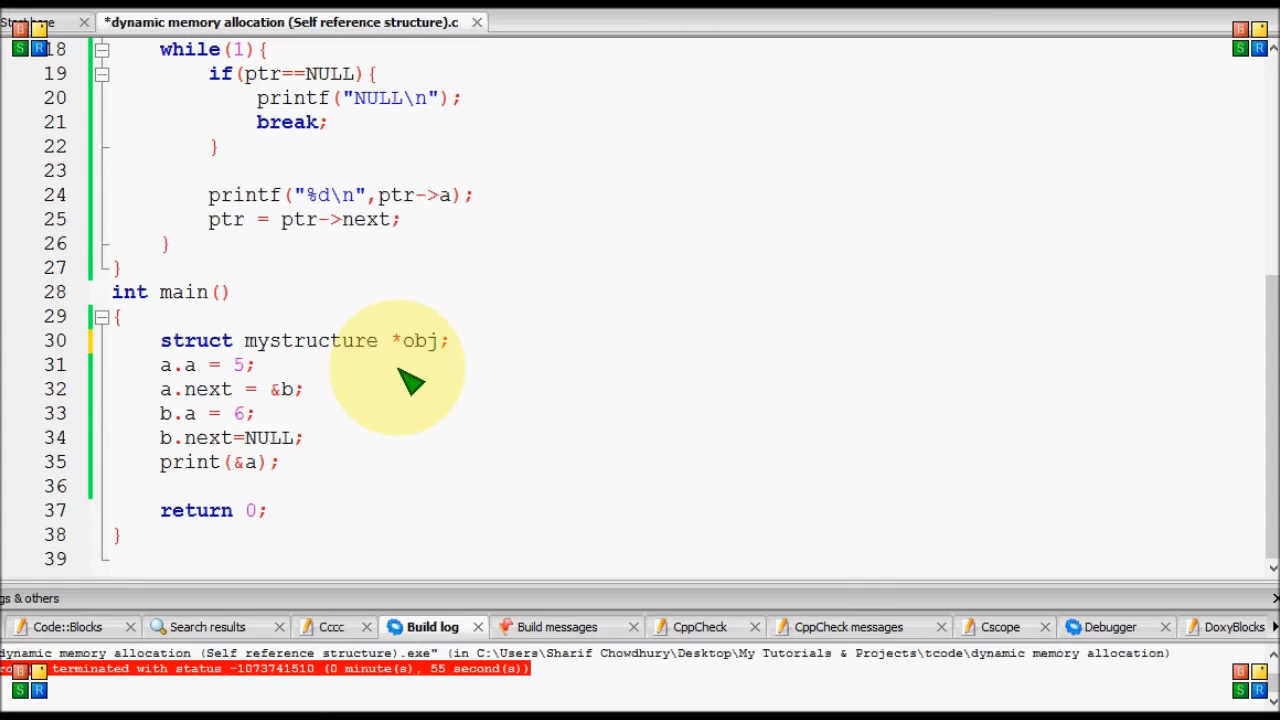 *dynamic memory allocation (Self reference structure).c
18 while(1){
19 if(ptr==NULL){
20 printf("NULL\n");
21 break;
22 }
23
24 printf("%d\n",ptr->a);
25 ptr = ptr->next;
26 }
27 }
28 int main()
29 {
30 struct mystructure *obj;
31 a.a = 5;
32 a.next = &b;
33 b.a = 6;
34 b.next=NULL;
35 print(&a);
36
37 return 0;
38 }
39
gs & others
Code::Blocks Search results Cccc Build log Build messages CppCheck CppCheck messages Cscope Debugger DoxyBlocks
dynamic memory allocation (Self reference structure).exe" (in C:\Users\Sharif Chowdhury\Desktop\My Tutorials & Projects\tcode\dynamic memory allocation)
terminated with status -1073741510 (0 minute(s), 55 second(s))
B
S R
B
S R
B
S R
B
S R